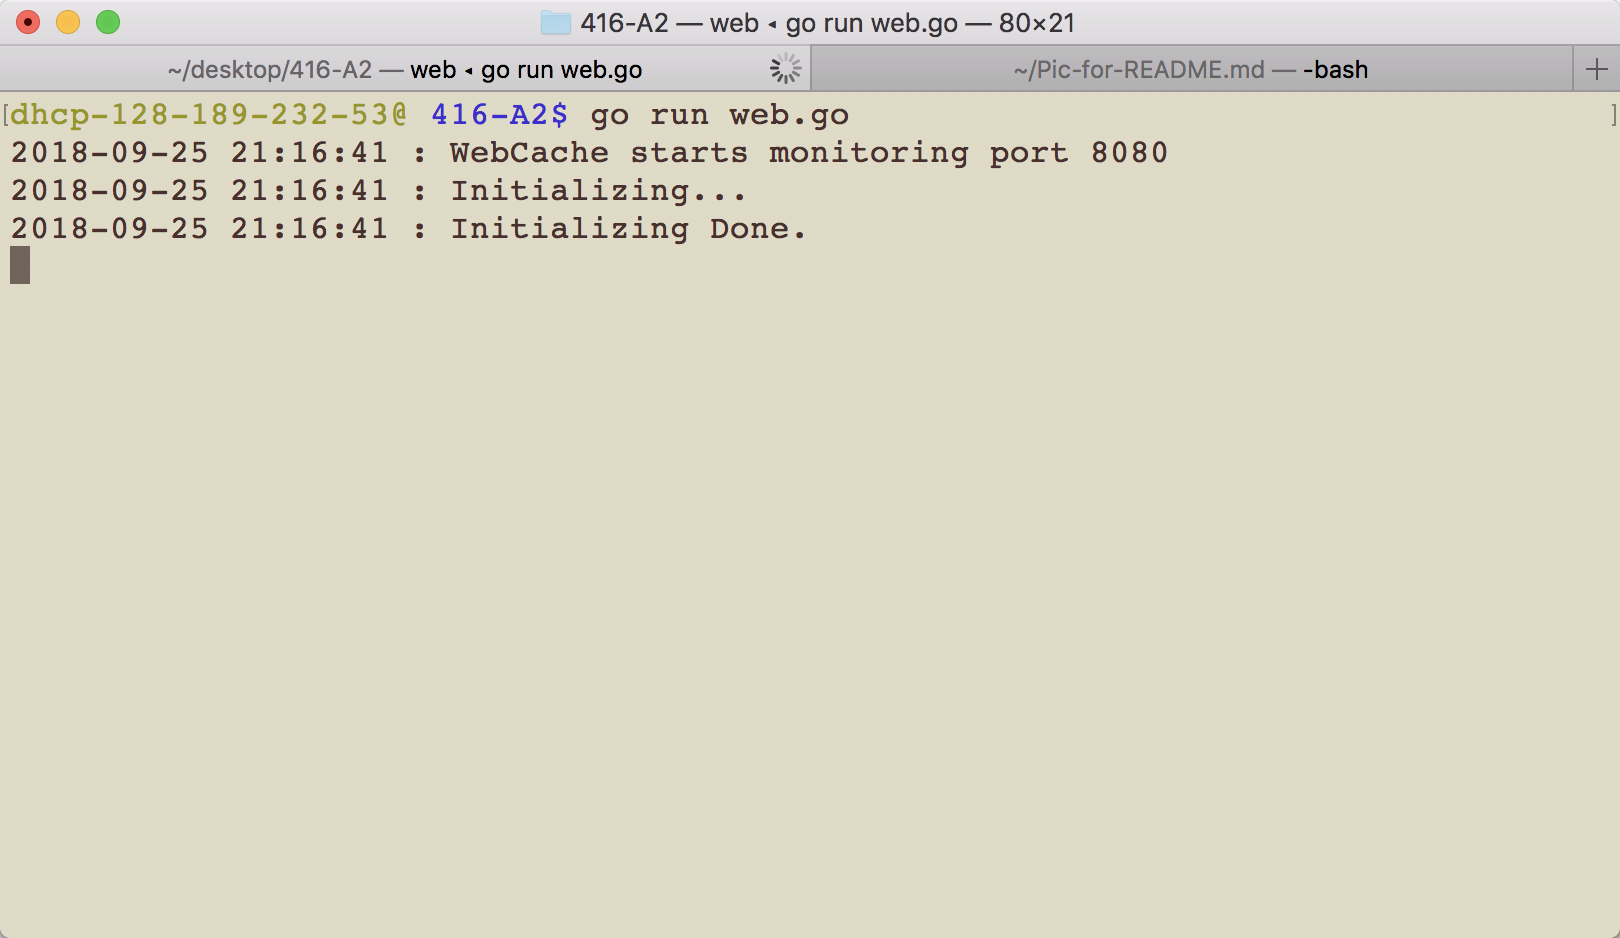 416-A2 — web ◂ go run web.go — 80×21
~/desktop/416-A2 — web ◂ go run web.go
~/Pic-for-README.md — -bash
[dhcp-128-189-232-53@ 416-A2$ go run web.go ]
2018-09-25 21:16:41 : WebCache starts monitoring port 8080
2018-09-25 21:16:41 : Initializing...
2018-09-25 21:16:41 : Initializing Done.